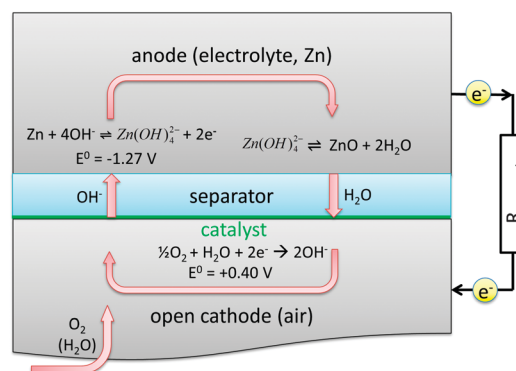 anode (electrolyte, Zn)
e⁻
Zn + 4OH⁻ ⇌ Zn(OH)₄²⁻ + 2e⁻
E⁰ = -1.27 V
Zn(OH)₄²⁻ ⇌ ZnO + 2H₂O
OH⁻
separator
H₂O
catalyst
½O₂ + H₂O + 2e⁻ → 2OH⁻
E⁰ = +0.40 V
e⁻
O₂
(H₂O)
open cathode (air)